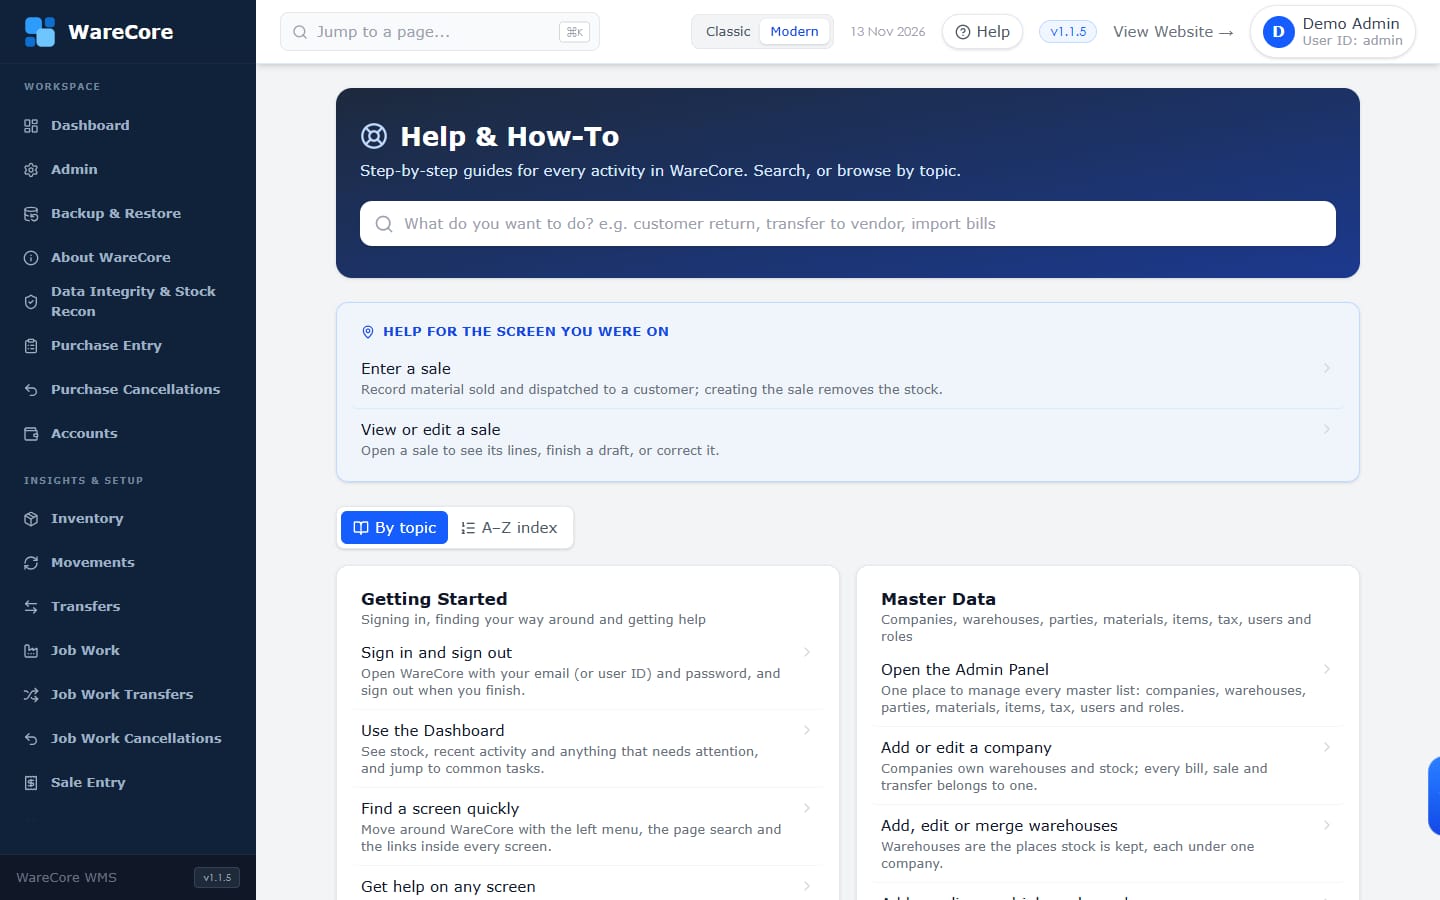 WareCore
Jump to a page...
⌘K
Classic
Modern
13 Nov 2026
Help
v1.1.5
View Website →
D
Demo Admin
User ID: admin
WORKSPACE
Dashboard
Admin
Backup & Restore
About WareCore
Data Integrity & Stock
Recon
Purchase Entry
Purchase Cancellations
Accounts
INSIGHTS & SETUP
Inventory
Movements
Transfers
Job Work
Job Work Transfers
Job Work Cancellations
Sale Entry
WareCore WMS
v1.1.5
Help & How-To
Step-by-step guides for every activity in WareCore. Search, or browse by topic.
What do you want to do? e.g. customer return, transfer to vendor, import bills
HELP FOR THE SCREEN YOU WERE ON
Enter a sale
Record material sold and dispatched to a customer; creating the sale removes the stock.
View or edit a sale
Open a sale to see its lines, finish a draft, or correct it.
By topic
A–Z index
Getting Started
Signing in, finding your way around and getting help
Sign in and sign out
Open WareCore with your email (or user ID) and password, and
sign out when you finish.
Use the Dashboard
See stock, recent activity and anything that needs attention,
and jump to common tasks.
Find a screen quickly
Move around WareCore with the left menu, the page search and
the links inside every screen.
Get help on any screen
Master Data
Companies, warehouses, parties, materials, items, tax, users and
roles
Open the Admin Panel
One place to manage every master list: companies, warehouses,
parties, materials, items, tax, users and roles.
Add or edit a company
Companies own warehouses and stock; every bill, sale and
transfer belongs to one.
Add, edit or merge warehouses
Warehouses are the places stock is kept, each under one
company.